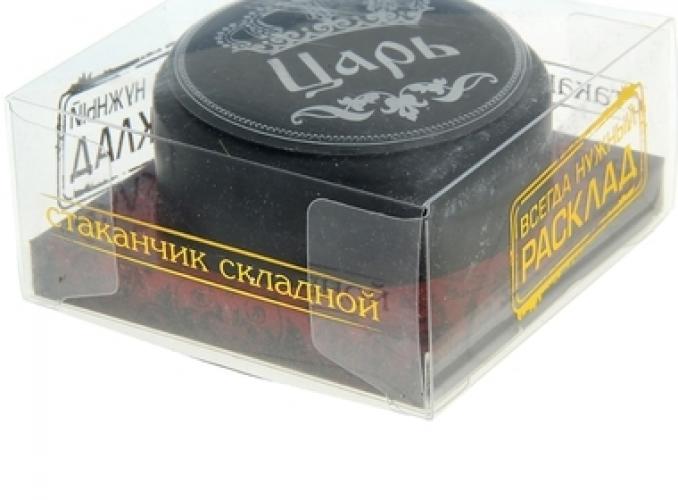 Царь
стаканчик складной
ВСЕГДА НУЖНЫЙ
РАСКЛАД